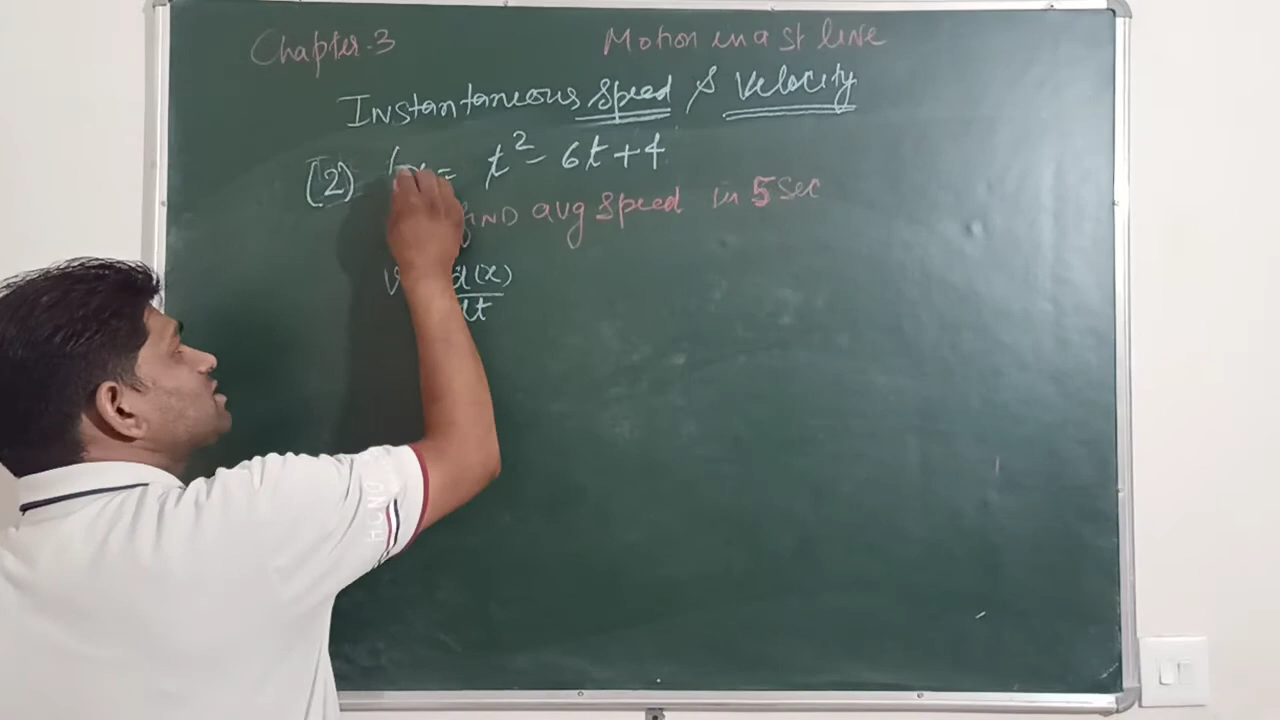 Chapter-3
Motion in a st line
Instantaneous Speed & Velocity
(2) x = t² - 6t + 4
find avg speed in 5 Sec
V d(x)
dt